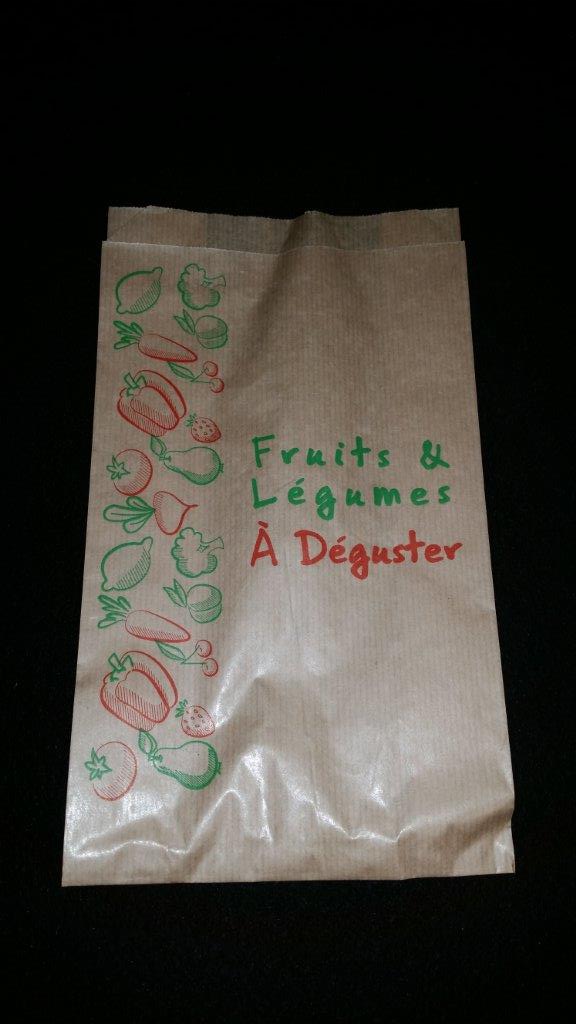 Fruits &
Légumes
À Déguster